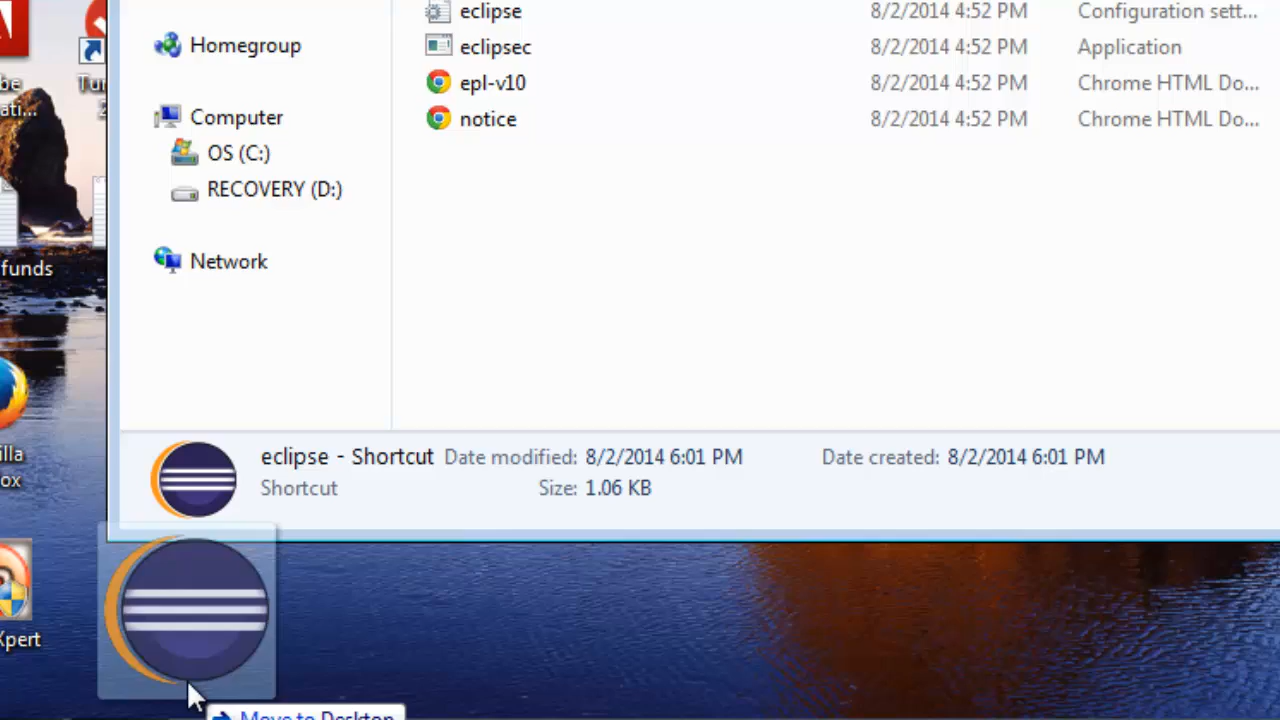 eclipse 8/2/2014 4:52 PM Configuration sett...
Homegroup
eclipsec 8/2/2014 4:52 PM Application
epl-v10 8/2/2014 4:52 PM Chrome HTML Do...
Computer
notice 8/2/2014 4:52 PM Chrome HTML Do...
OS (C:)
RECOVERY (D:)
Network
funds
eclipse - Shortcut Date modified: 8/2/2014 6:01 PM Date created: 8/2/2014 6:01 PM
Shortcut Size: 1.06 KB
Xpert
Move to Desktop